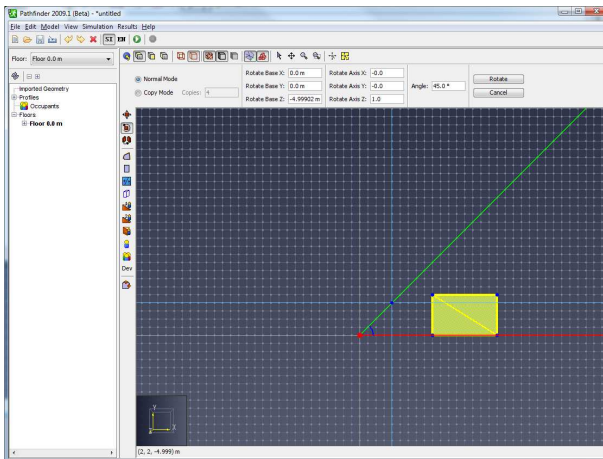 Pathfinder 2009.1 (Beta) - *untitled
File Edit Model View Simulation Results Help
SI EN
Floor: Floor 0.0 m
Imported Geometry
Profiles
Occupants
Floors
Floor 0.0 m
Normal Mode
Copy Mode Copies: 4
Rotate Base X: 0.0 m Rotate Axis X: -0.0
Rotate Base Y: 0.0 m Rotate Axis Y: -0.0
Rotate Base Z: -4.99902 m Rotate Axis Z: 1.0
Angle: 45.0 °
Rotate
Cancel
Dev
Y
Z X
(2, 2, -4.999) m